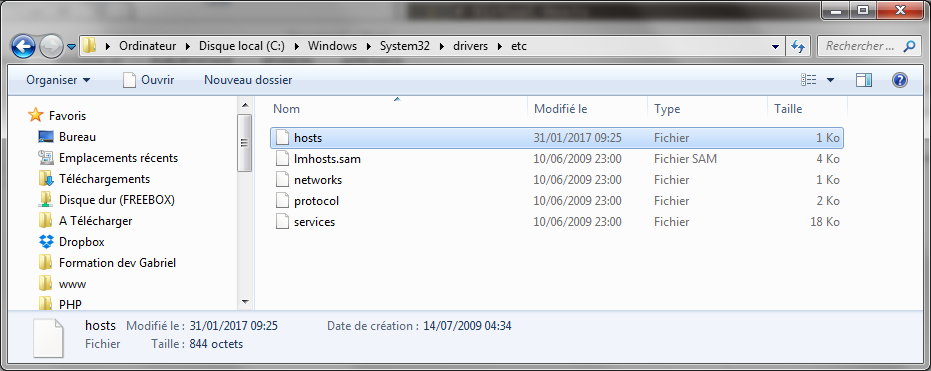 Ordinateur Disque local (C:) Windows System32 drivers etc Rechercher ...
Organiser Ouvrir Nouveau dossier
Nom Modifié le Type Taille
Favoris
Bureau
Emplacements récents
Téléchargements
Disque dur (FREEBOX)
A Télécharger
Dropbox
Formation dev Gabriel
www
PHP
hosts 31/01/2017 09:25 Fichier 1 Ko
lmhosts.sam 10/06/2009 23:00 Fichier SAM 4 Ko
networks 10/06/2009 23:00 Fichier 1 Ko
protocol 10/06/2009 23:00 Fichier 2 Ko
services 10/06/2009 23:00 Fichier 18 Ko
hosts Modifié le : 31/01/2017 09:25 Date de création : 14/07/2009 04:34
Fichier Taille : 844 octets